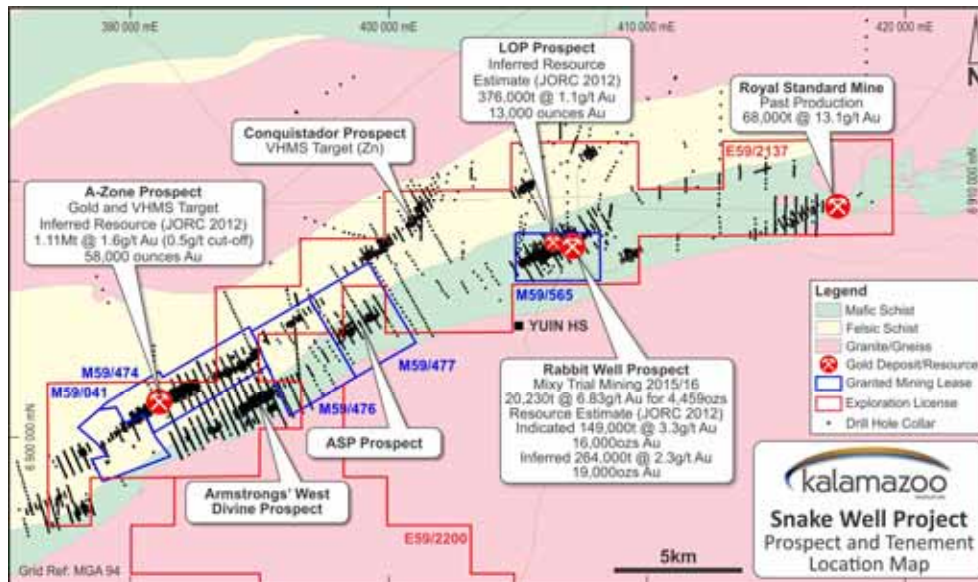 380 000 mE
400 000 mE
410 000 mE
420 000 mE
N
LOP Prospect
Inferred Resource
Estimate (JORC 2012)
376,000t @ 1.1g/t Au
13,000 ounces Au
Royal Standard Mine
Past Production
68,000t @ 13.1g/t Au
Conquistador Prospect
VHMS Target (Zn)
E59/2137
A-Zone Prospect
Gold and VHMS Target
Inferred Resource (JORC 2012)
1.11Mt @ 1.6g/t Au (0.5g/t cut-off)
58,000 ounces Au
M59/565
YUIN HS
Legend
Mafic Schist
Felsic Schist
Granite/Gneiss
Gold Deposit/Resource
Granted Mining Lease
Exploration License
Drill Hole Collar
M59/474
M59/041
M59/477
M59/476
Rabbit Well Prospect
Mixy Trial Mining 2015/16
20,230t @ 6.83g/t Au for 4,459ozs
Resource Estimate (JORC 2012)
Indicated 149,000t @ 3.3g/t Au
16,000ozs Au
Inferred 264,000t @ 2.3g/t Au
19,000ozs Au
6 900 000 mN
ASP Prospect
Armstrongs' West
Divine Prospect
E59/2200
kalamazoo
Snake Well Project
Prospect and Tenement
Location Map
5km
Grid Ref: MGA 94